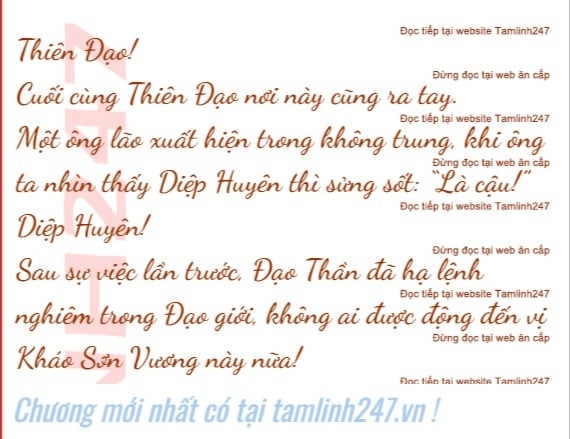 Đọc tiếp tại website Tamlinh247
Thiên Đạo!
Đừng đọc tại web ăn cắp
Cuối cùng Thiên Đạo nơi này cũng ra tay.
Đọc tiếp tại website Tamlinh247
Một ông lão xuất hiện trong không trung, khi ông
Đừng đọc tại web ăn cắp
ta nhìn thấy Diệp Huyên thì sửng sốt: “Là cậu!”
Đọc tiếp tại website Tamlinh247
Diệp Huyên!
Đừng đọc tại web ăn cắp
Sau sự việc lần trước, Đạo Thần đã hạ lệnh
Đọc tiếp tại website Tamlinh247
nghiêm trong Đạo giới, không ai được động đến vị
Đừng đọc tại web ăn cắp
Kháo Sơn Vương này nữa!
Đọc tiếp tại website Tamlinh247
NH247
Chương mới nhất có tại tamlinh247.vn !